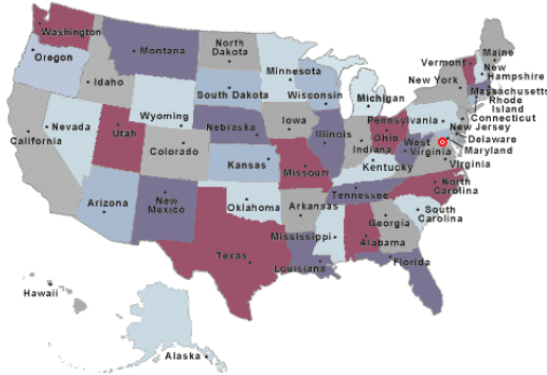 Washington
Oregon
Idaho
Montana
North
Dakota
South Dakota
Minnesota
Wisconsin
Michigan
Wyoming
Nevada
California
Utah
Colorado
Nebraska
Iowa
Illinois
Indiana
Ohio
Pennsylvania
New York
Vermont
Maine
New
Hampshire
Massachusetts
Rhode
Island
Connecticut
New Jersey
Delaware
Maryland
West
Virginia
Virginia
Kentucky
Kansas
Missouri
Tennessee
North
Carolina
South
Carolina
Arizona
New
Mexico
Oklahoma
Arkansas
Mississippi
Alabama
Georgia
Texas
Louisiana
Florida
Hawaii
Alaska